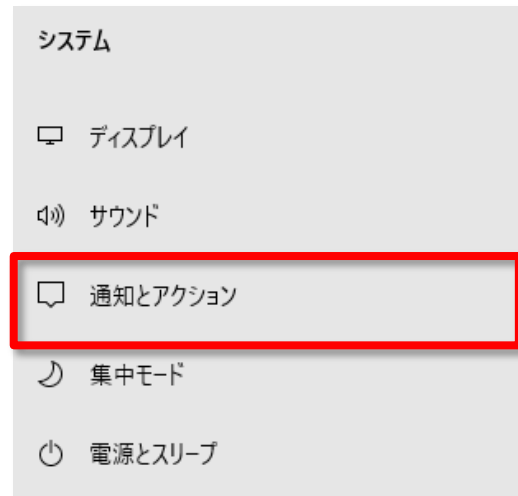 システム
ディスプレイ
サウンド
通知とアクション
集中モード
電源とスリープ